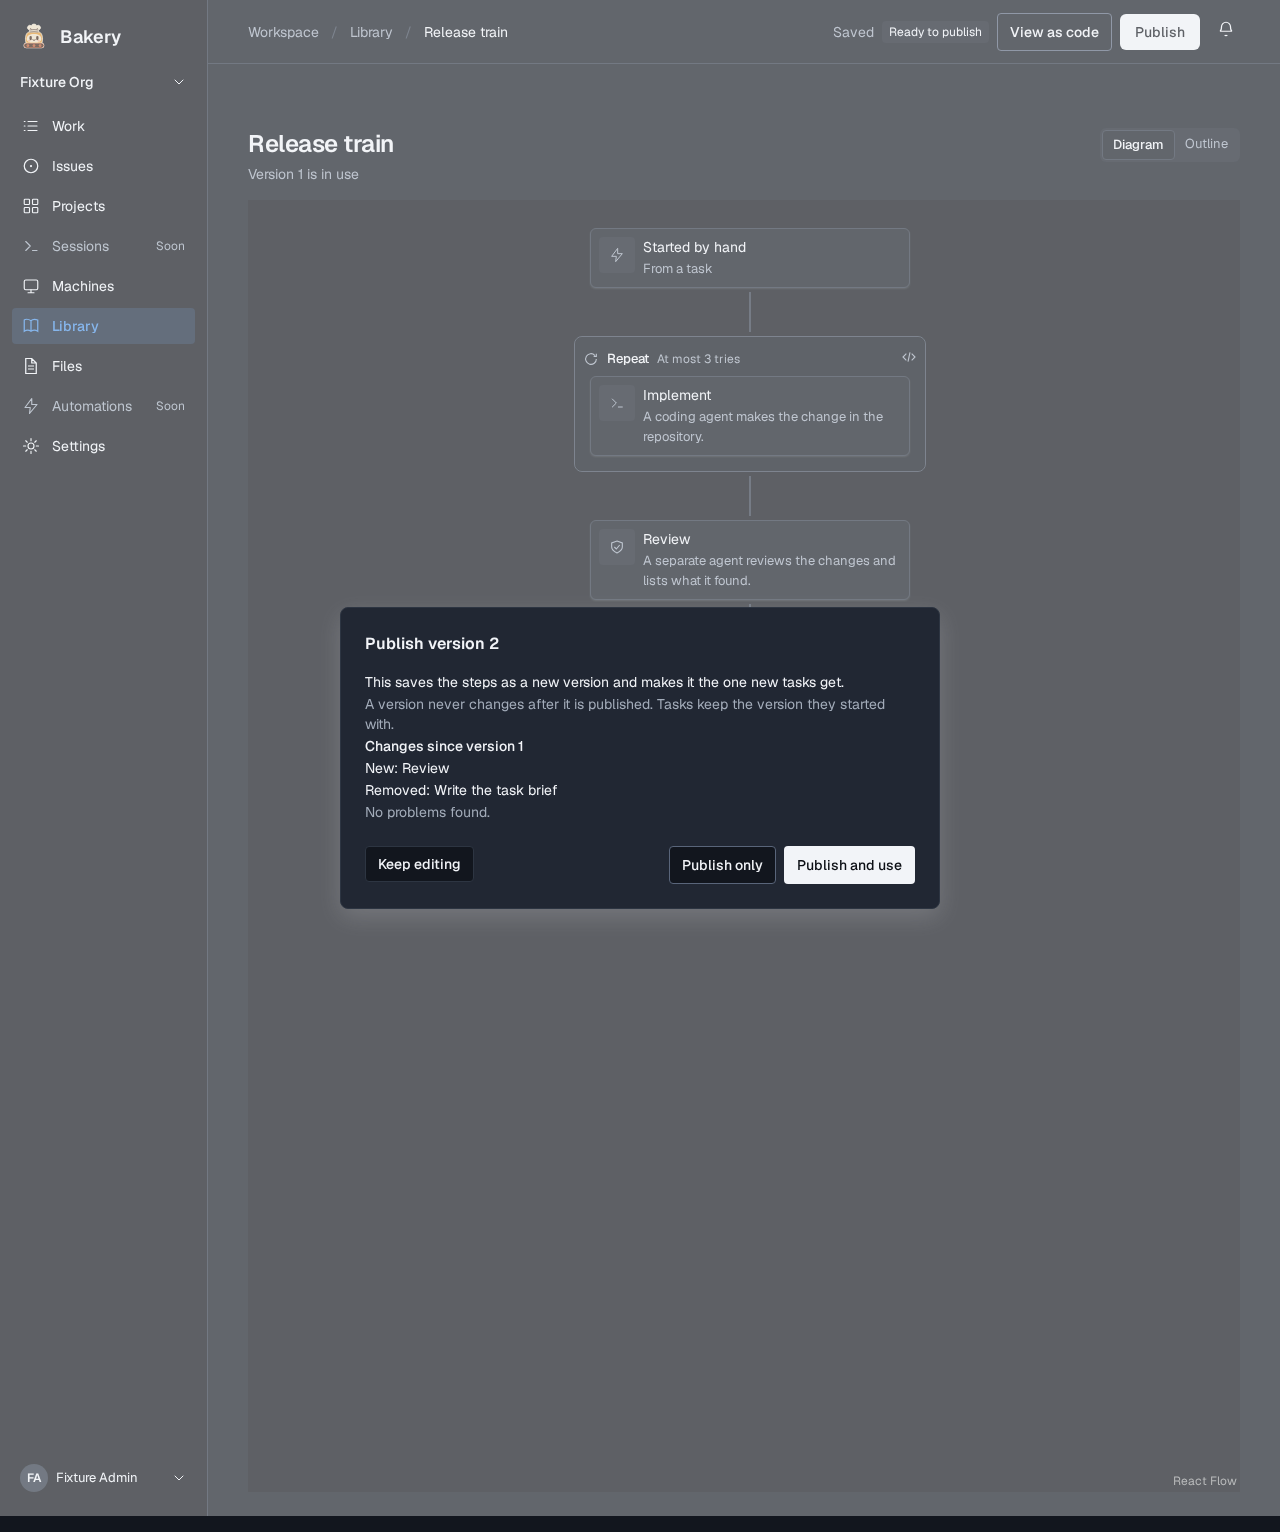 Bakery
Fixture Org
Work
Issues
Projects
Sessions Soon
Machines
Library
Files
Automations Soon
Settings
FA Fixture Admin
Workspace / Library / Release train
Saved Ready to publish View as code Publish
Release train
Version 1 is in use
Diagram Outline
Started by hand
From a task
Repeat At most 3 tries
Implement
A coding agent makes the change in the
repository.
Review
A separate agent reviews the changes and
lists what it found.
Publish version 2
This saves the steps as a new version and makes it the one new tasks get.
A version never changes after it is published. Tasks keep the version they started
with.
Changes since version 1
New: Review
Removed: Write the task brief
No problems found.
Keep editing Publish only Publish and use
React Flow